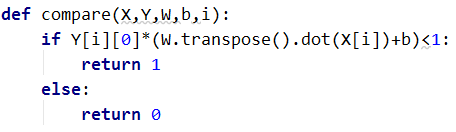 def compare(X,Y,W,b,i):
    if Y[i][0]*(W.transpose().dot(X[i])+b)<1:
        return 1
    else:
        return 0